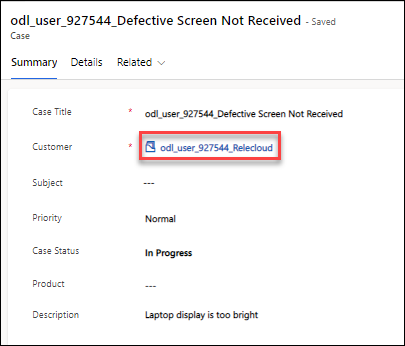 odl_user_927544_Defective Screen Not Received - Saved
Case
Summary Details Related
Case Title * odl_user_927544_Defective Screen Not Received
Customer * odl_user_927544_Relecloud
Subject ---
Priority Normal
Case Status In Progress
Product ---
Description Laptop display is too bright